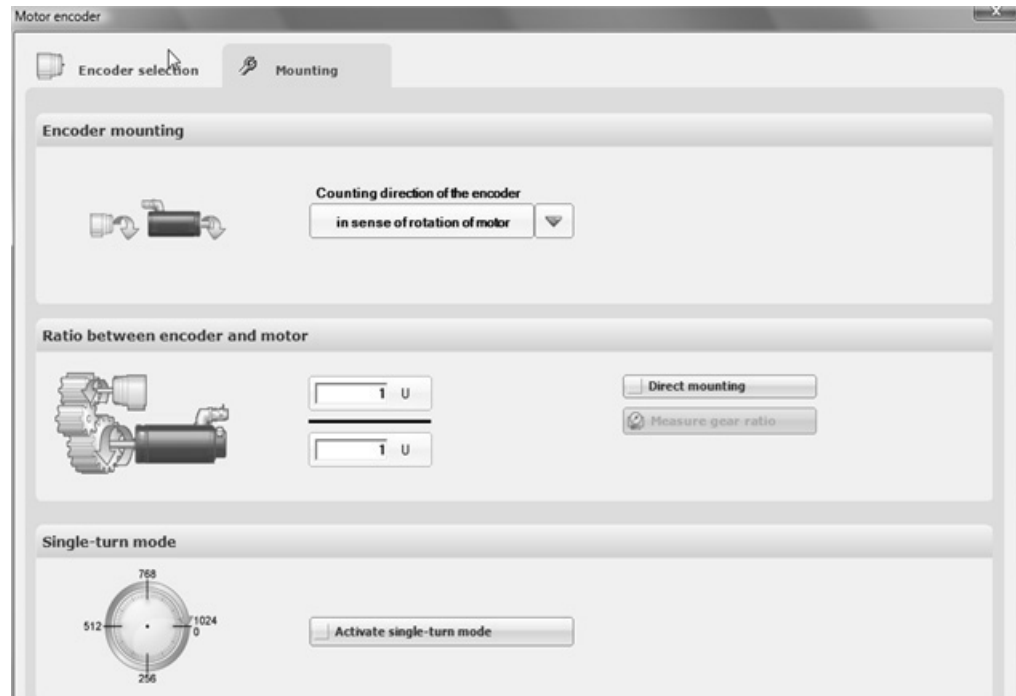 Motor encoder
Encoder selection
Mounting
Encoder mounting
Counting direction of the encoder
in sense of rotation of motor
Ratio between encoder and motor
1 U
Direct mounting
Measure gear ratio
1 U
Single-turn mode
768
512
1024
0
256
Activate single-turn mode